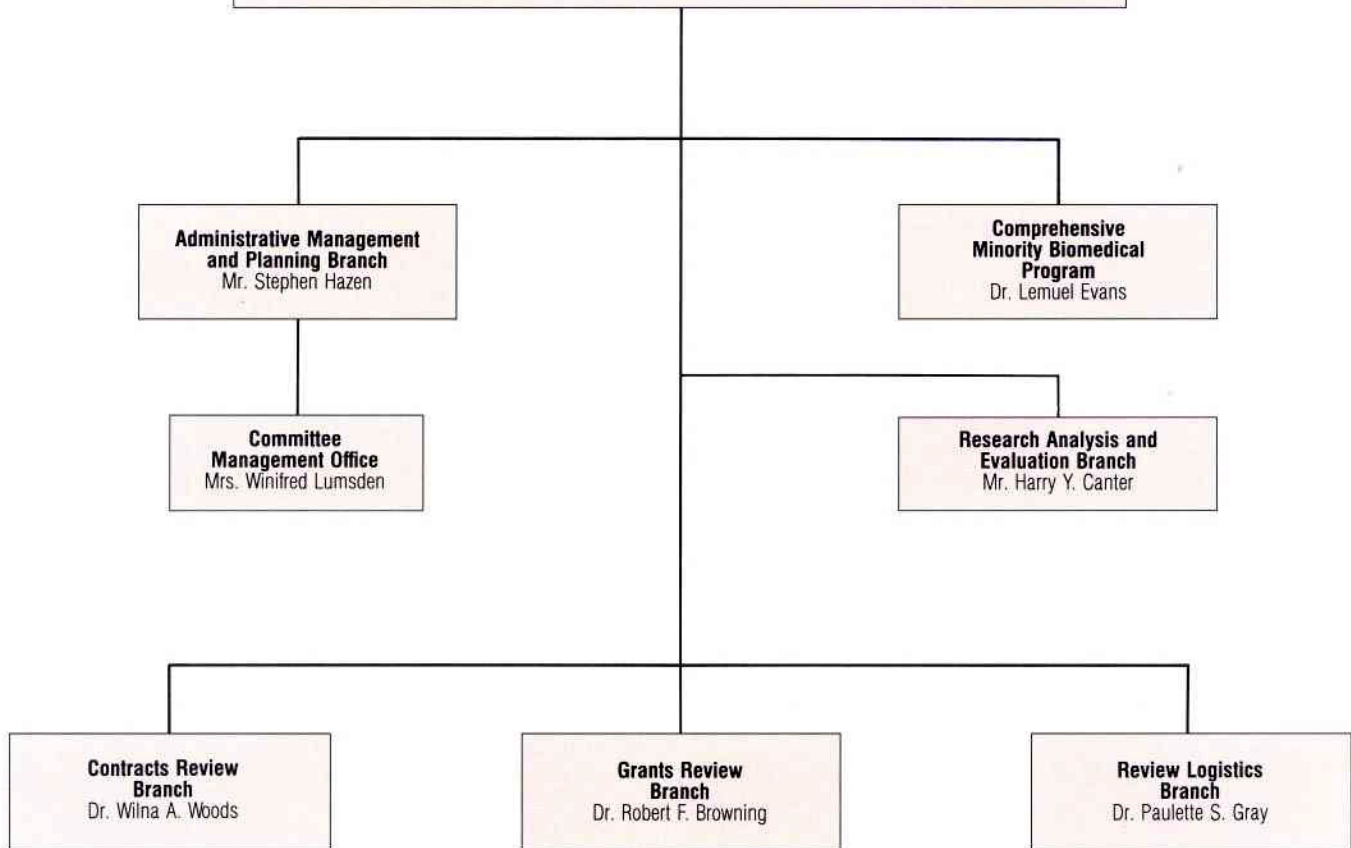 Administrative Management
and Planning Branch
Mr. Stephen Hazen
Comprehensive
Minority Biomedical
Program
Dr. Lemuel Evans
Committee
Management Office
Mrs. Winifred Lumsden
Research Analysis and
Evaluation Branch
Mr. Harry Y. Canter
Contracts Review
Branch
Dr. Wilna A. Woods
Grants Review
Branch
Dr. Robert F. Browning
Review Logistics
Branch
Dr. Paulette S. Gray